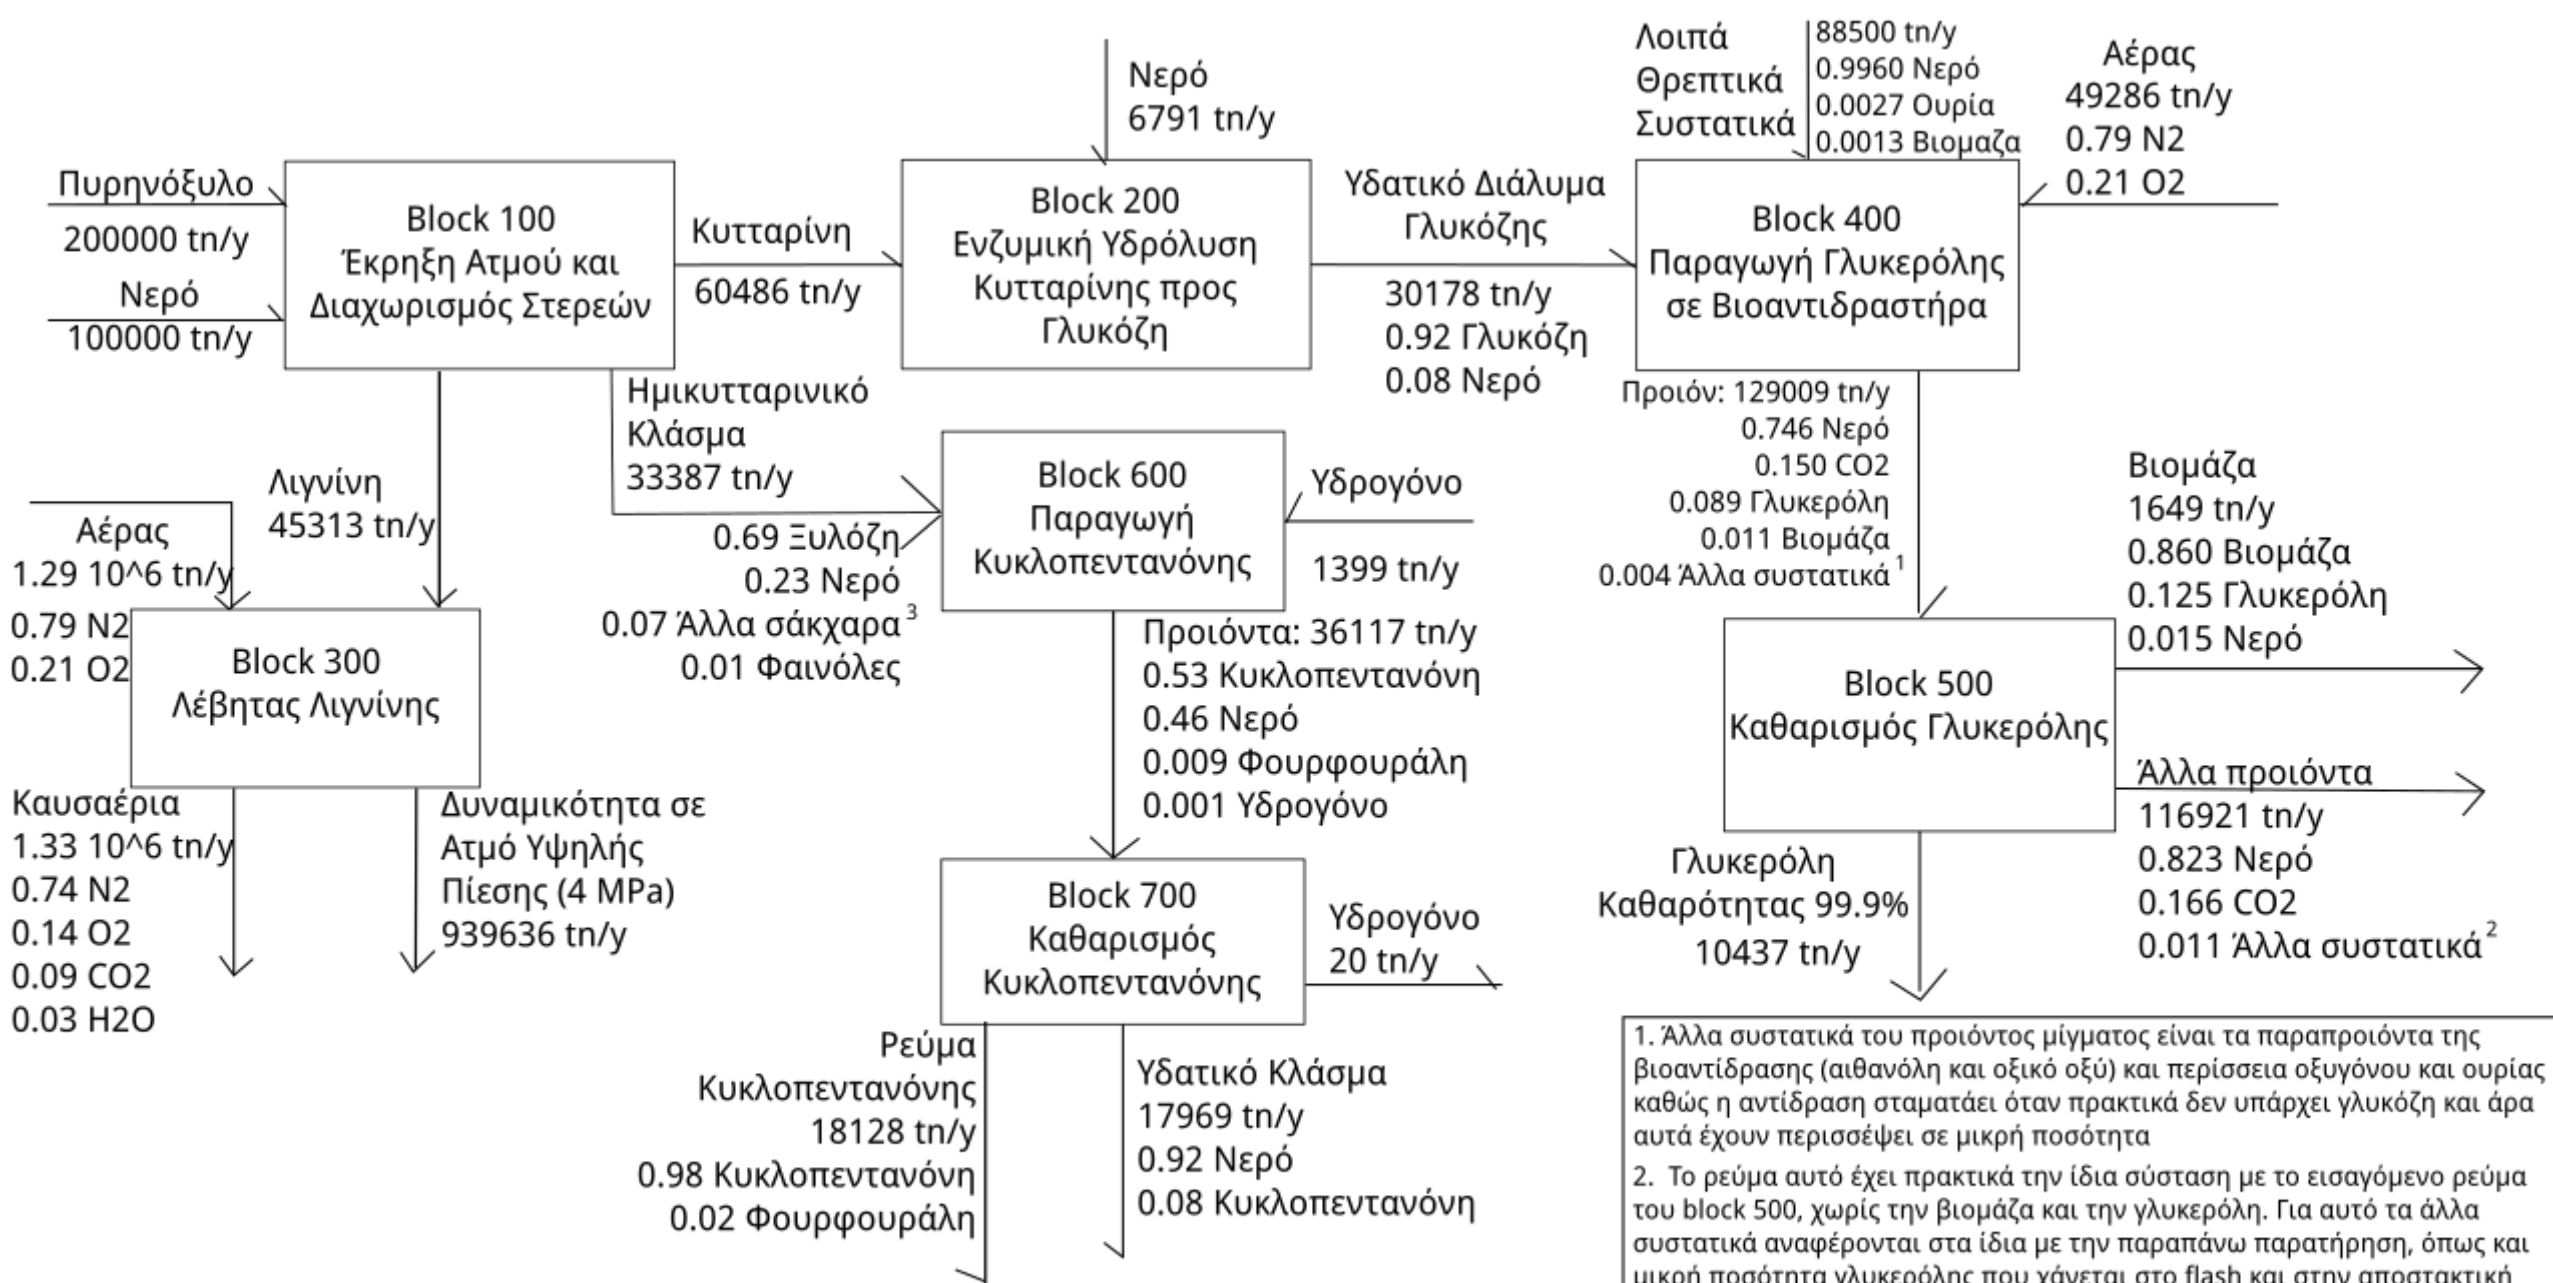 Πυρηνόξυλο
200000 tn/y
Νερό
100000 tn/y
Block 100
Έκρηξη Ατμού και
Διαχωρισμός Στερεών
Κυτταρίνη
60486 tn/y
Νερό
6791 tn/y
Block 200
Ενζυμική Υδρόλυση
Κυτταρίνης προς
Γλυκόζη
Υδατικό Διάλυμα
Γλυκόζης
30178 tn/y
0.92 Γλυκόζη
0.08 Νερό
Λοιπά
Θρεπτικά
Συστατικά
88500 tn/y
0.9960 Νερό
0.0027 Ουρία
0.0013 Βιομαζα
Αέρας
49286 tn/y
0.79 N2
0.21 O2
Block 400
Παραγωγή Γλυκερόλης
σε Βιοαντιδραστήρα
Προιόν: 129009 tn/y
0.746 Νερό
0.150 CO2
0.089 Γλυκερόλη
0.011 Βιομάζα
0.004 Άλλα συστατικά 1
Ημικυτταρινικό
Κλάσμα
33387 tn/y
0.69 Ξυλόζη
0.23 Νερό
0.07 Άλλα σάκχαρα 3
0.01 Φαινόλες
Λιγνίνη
45313 tn/y
Αέρας
1.29 10^6 tn/y
0.79 N2
0.21 O2
Block 300
Λέβητας Λιγνίνης
Καυσαέρια
1.33 10^6 tn/y
0.74 N2
0.14 O2
0.09 CO2
0.03 H2O
Δυναμικότητα σε
Ατμό Υψηλής
Πίεσης (4 MPa)
939636 tn/y
Block 600
Παραγωγή
Κυκλοπεντανόνης
Υδρογόνο
1399 tn/y
Προιόντα: 36117 tn/y
0.53 Κυκλοπεντανόνη
0.46 Νερό
0.009 Φουρφουράλη
0.001 Υδρογόνο
Block 700
Καθαρισμός
Κυκλοπεντανόνης
Υδρογόνο
20 tn/y
Ρεύμα
Κυκλοπεντανόνης
18128 tn/y
0.98 Κυκλοπεντανόνη
0.02 Φουρφουράλη
Υδατικό Κλάσμα
17969 tn/y
0.92 Νερό
0.08 Κυκλοπεντανόνη
Block 500
Καθαρισμός Γλυκερόλης
Βιομάζα
1649 tn/y
0.860 Βιομάζα
0.125 Γλυκερόλη
0.015 Νερό
Άλλα προιόντα
116921 tn/y
0.823 Νερό
0.166 CO2
0.011 Άλλα συστατικά 2
Γλυκερόλη
Καθαρότητας 99.9%
10437 tn/y
1. Άλλα συστατικά του προιόντος μίγματος είναι τα παραπροιόντα της
βιοαντίδρασης (αιθανόλη και οξικό οξύ) και περίσσεια οξυγόνου και ουρίας
καθώς η αντίδραση σταματάει όταν πρακτικά δεν υπάρχει γλυκόζη και άρα
αυτά έχουν περισσέψει σε μικρή ποσότητα
2. Το ρεύμα αυτό έχει πρακτικά την ίδια σύσταση με το εισαγόμενο ρεύμα
του block 500, χωρίς την βιομάζα και την γλυκερόλη. Για αυτό τα άλλα
συστατικά αναφέρονται στα ίδια με την παραπάνω παρατήρηση, όπως και
μικρή ποσότητα γλυκερόλης που χάνεται στο flash και στην αποστακτική